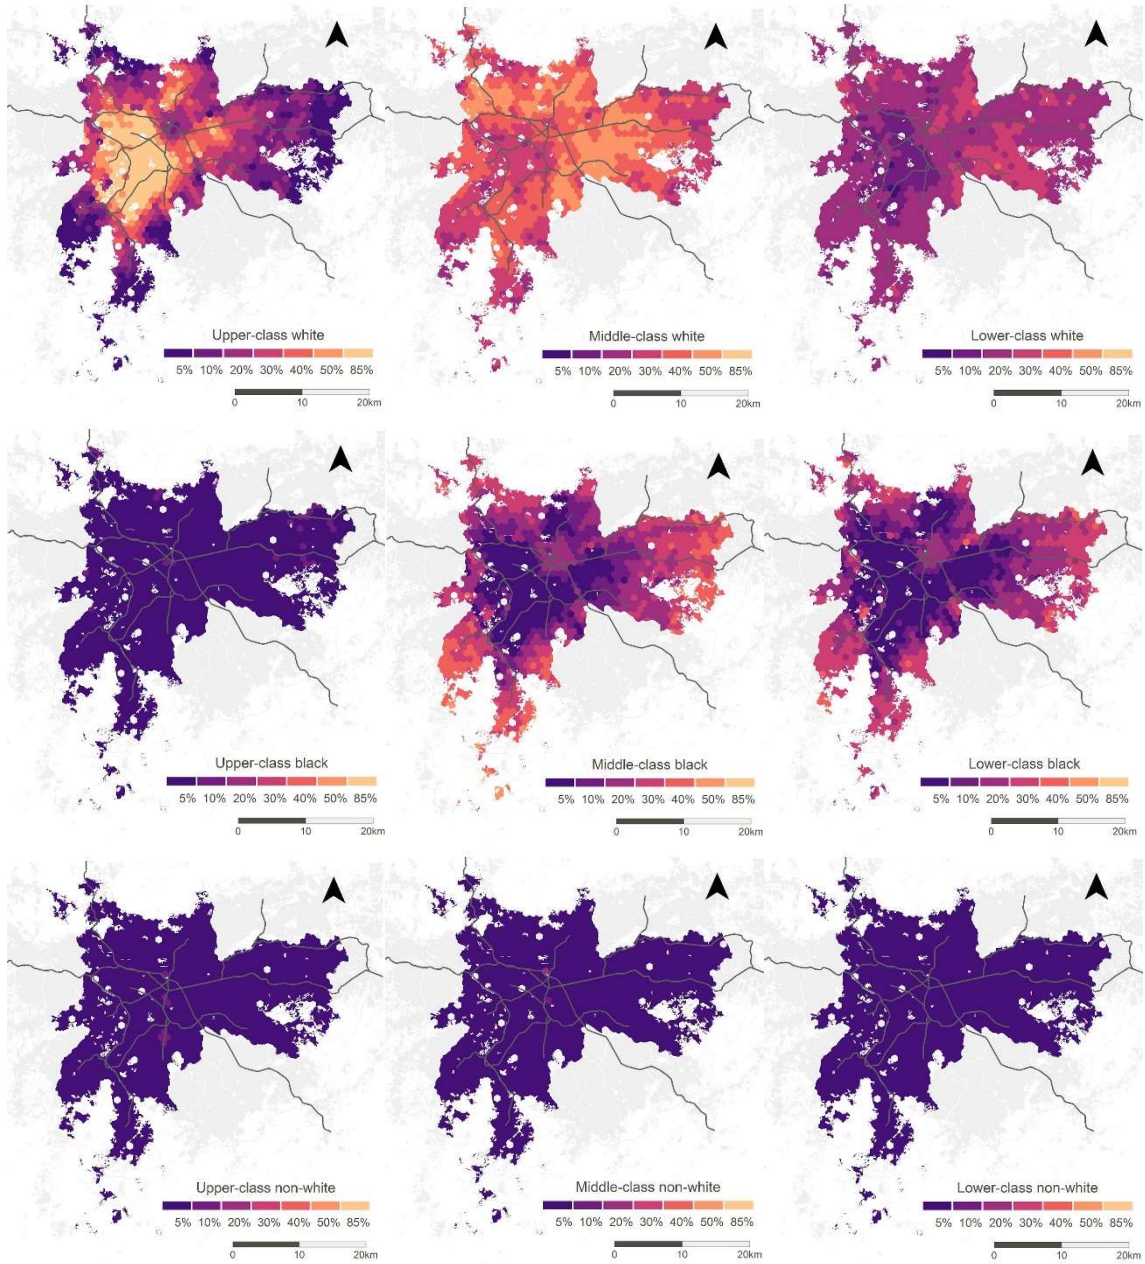 Upper-class white
5% 10% 20% 30% 40% 50% 85%
0 10 20km
Middle-class white
5% 10% 20% 30% 40% 50% 85%
0 10 20km
Lower-class white
5% 10% 20% 30% 40% 50% 85%
0 10 20km
Upper-class black
5% 10% 20% 30% 40% 50% 85%
0 10 20km
Middle-class black
5% 10% 20% 30% 40% 50% 85%
0 10 20km
Lower-class black
5% 10% 20% 30% 40% 50% 85%
0 10 20km
Upper-class non-white
5% 10% 20% 30% 40% 50% 85%
0 10 20km
Middle-class non-white
5% 10% 20% 30% 40% 50% 85%
0 10 20km
Lower-class non-white
5% 10% 20% 30% 40% 50% 85%
0 10 20km